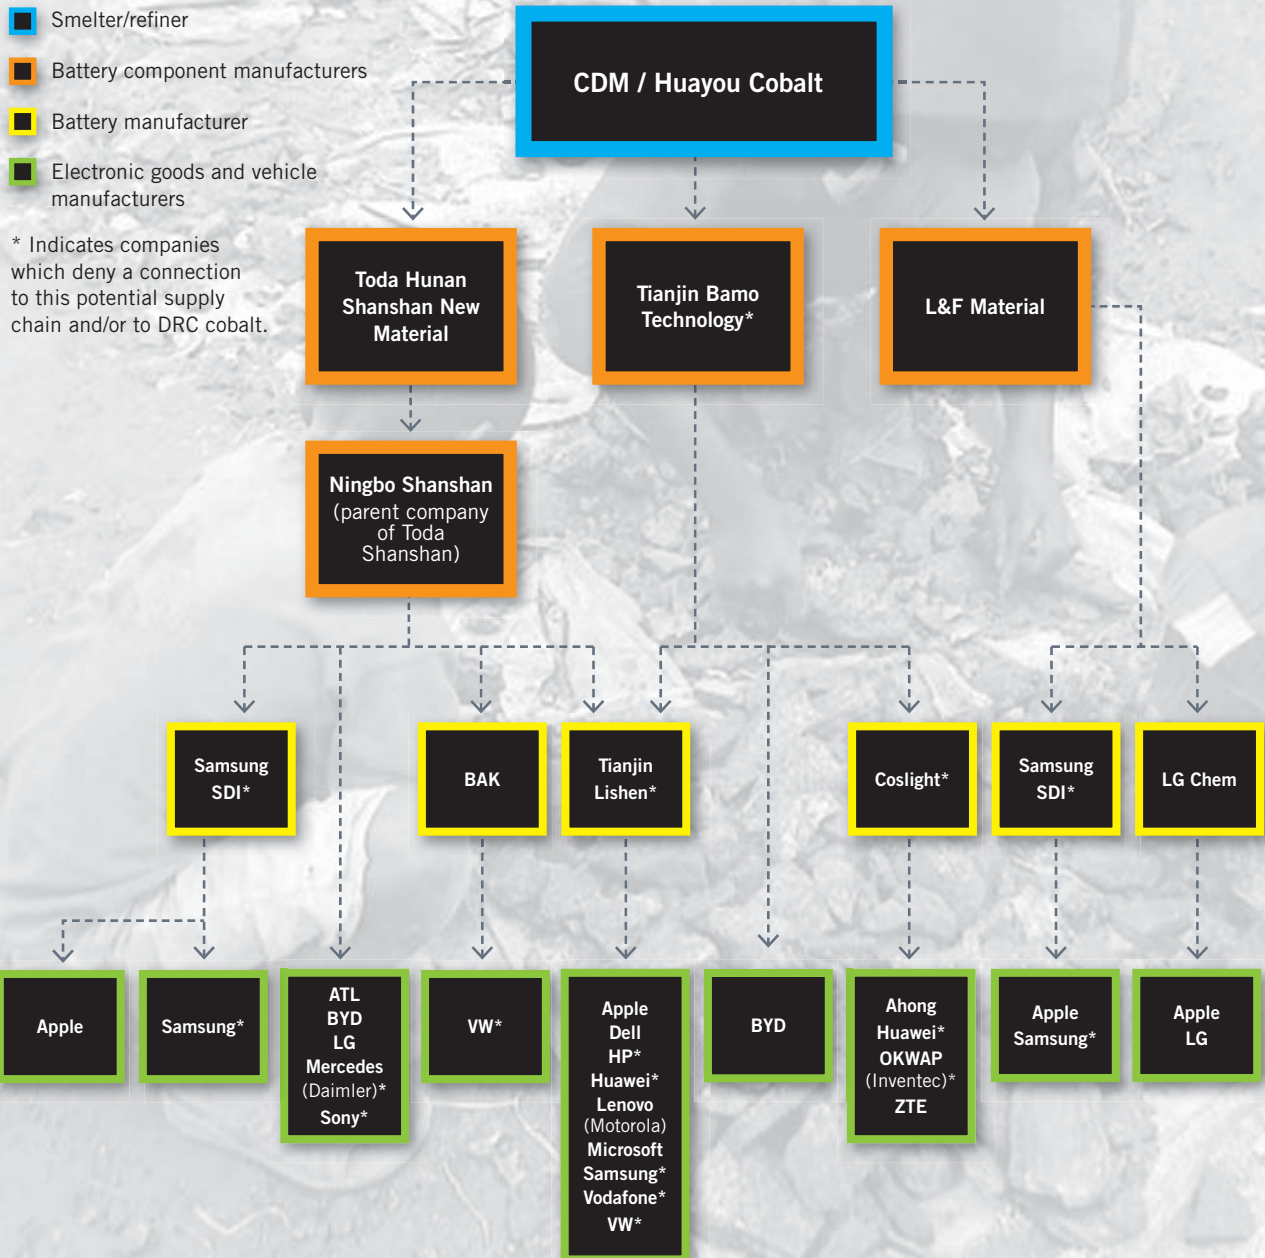 Smelter/refiner
Battery component manufacturers
Battery manufacturer
Electronic goods and vehicle
manufacturers
* Indicates companies
which deny a connection
to this potential supply
chain and/or to DRC cobalt.
CDM / Huayou Cobalt
Toda Hunan
Shanshan New
Material
Tianjin Bamo
Technology*
L&F Material
Ningbo Shanshan
(parent company
of Toda
Shanshan)
Samsung
SDI*
BAK
Tianjin
Lishen*
Coslight*
Samsung
SDI*
LG Chem
Apple
Samsung*
ATL
BYD
LG
Mercedes
(Daimler)*
Sony*
VW*
Apple
Dell
HP*
Huawei*
Lenovo
(Motorola)
Microsoft
Samsung*
Vodafone*
VW*
BYD
Ahong
Huawei*
OKWAP
(Inventec)*
ZTE
Apple
Samsung*
Apple
LG